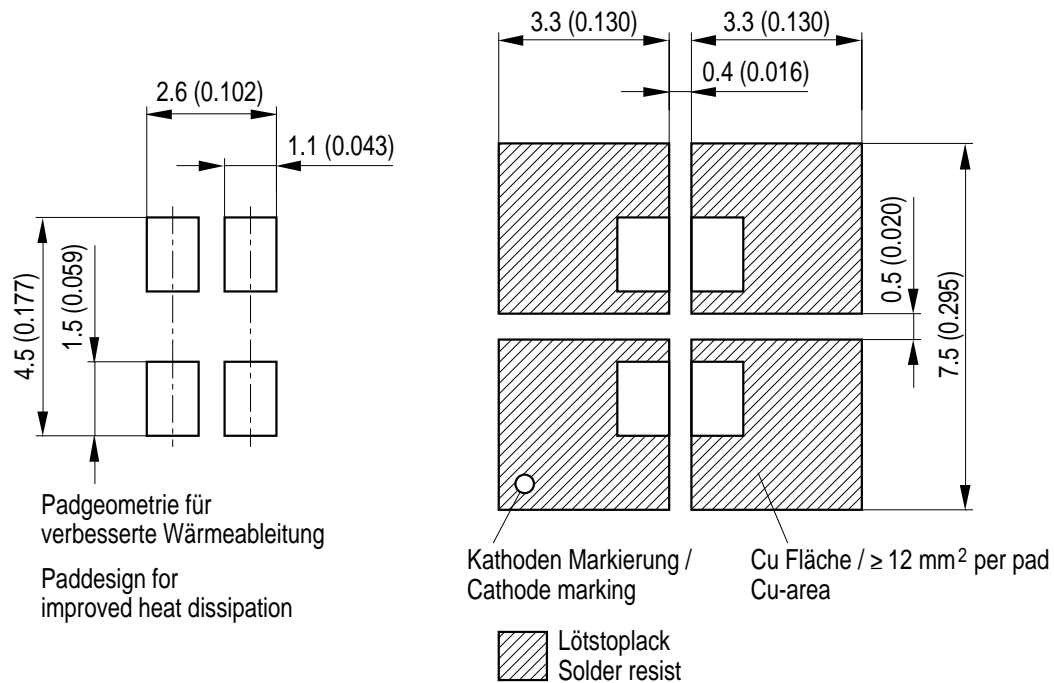 3.3 (0.130)
3.3 (0.130)
0.4 (0.016)
2.6 (0.102)
1.1 (0.043)
4.5 (0.177)
1.5 (0.059)
0.5 (0.020)
7.5 (0.295)
Padgeometrie für
verbesserte Wärmeableitung
Paddesign for
improved heat dissipation
Kathoden Markierung /
Cathode marking
Cu Fläche / ≥ 12 mm² per pad
Cu-area
Lötstoplack
Solder resist